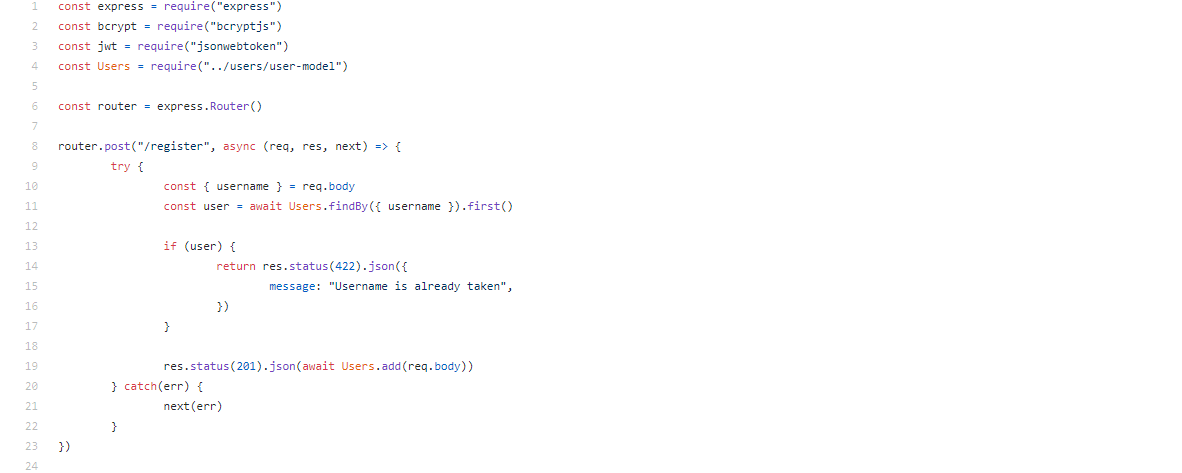 1 const express = require("express")
2 const bcrypt = require("bcryptjs")
3 const jwt = require("jsonwebtoken")
4 const Users = require("../users/user-model")
5
6 const router = express.Router()
7
8 router.post("/register", async (req, res, next) => {
9 try {
10 const { username } = req.body
11 const user = await Users.findBy({ username }).first()
12
13 if (user) {
14 return res.status(422).json({
15 message: "Username is already taken",
16 })
17 }
18
19 res.status(201).json(await Users.add(req.body))
20 } catch(err) {
21 next(err)
22 }
23 })
24